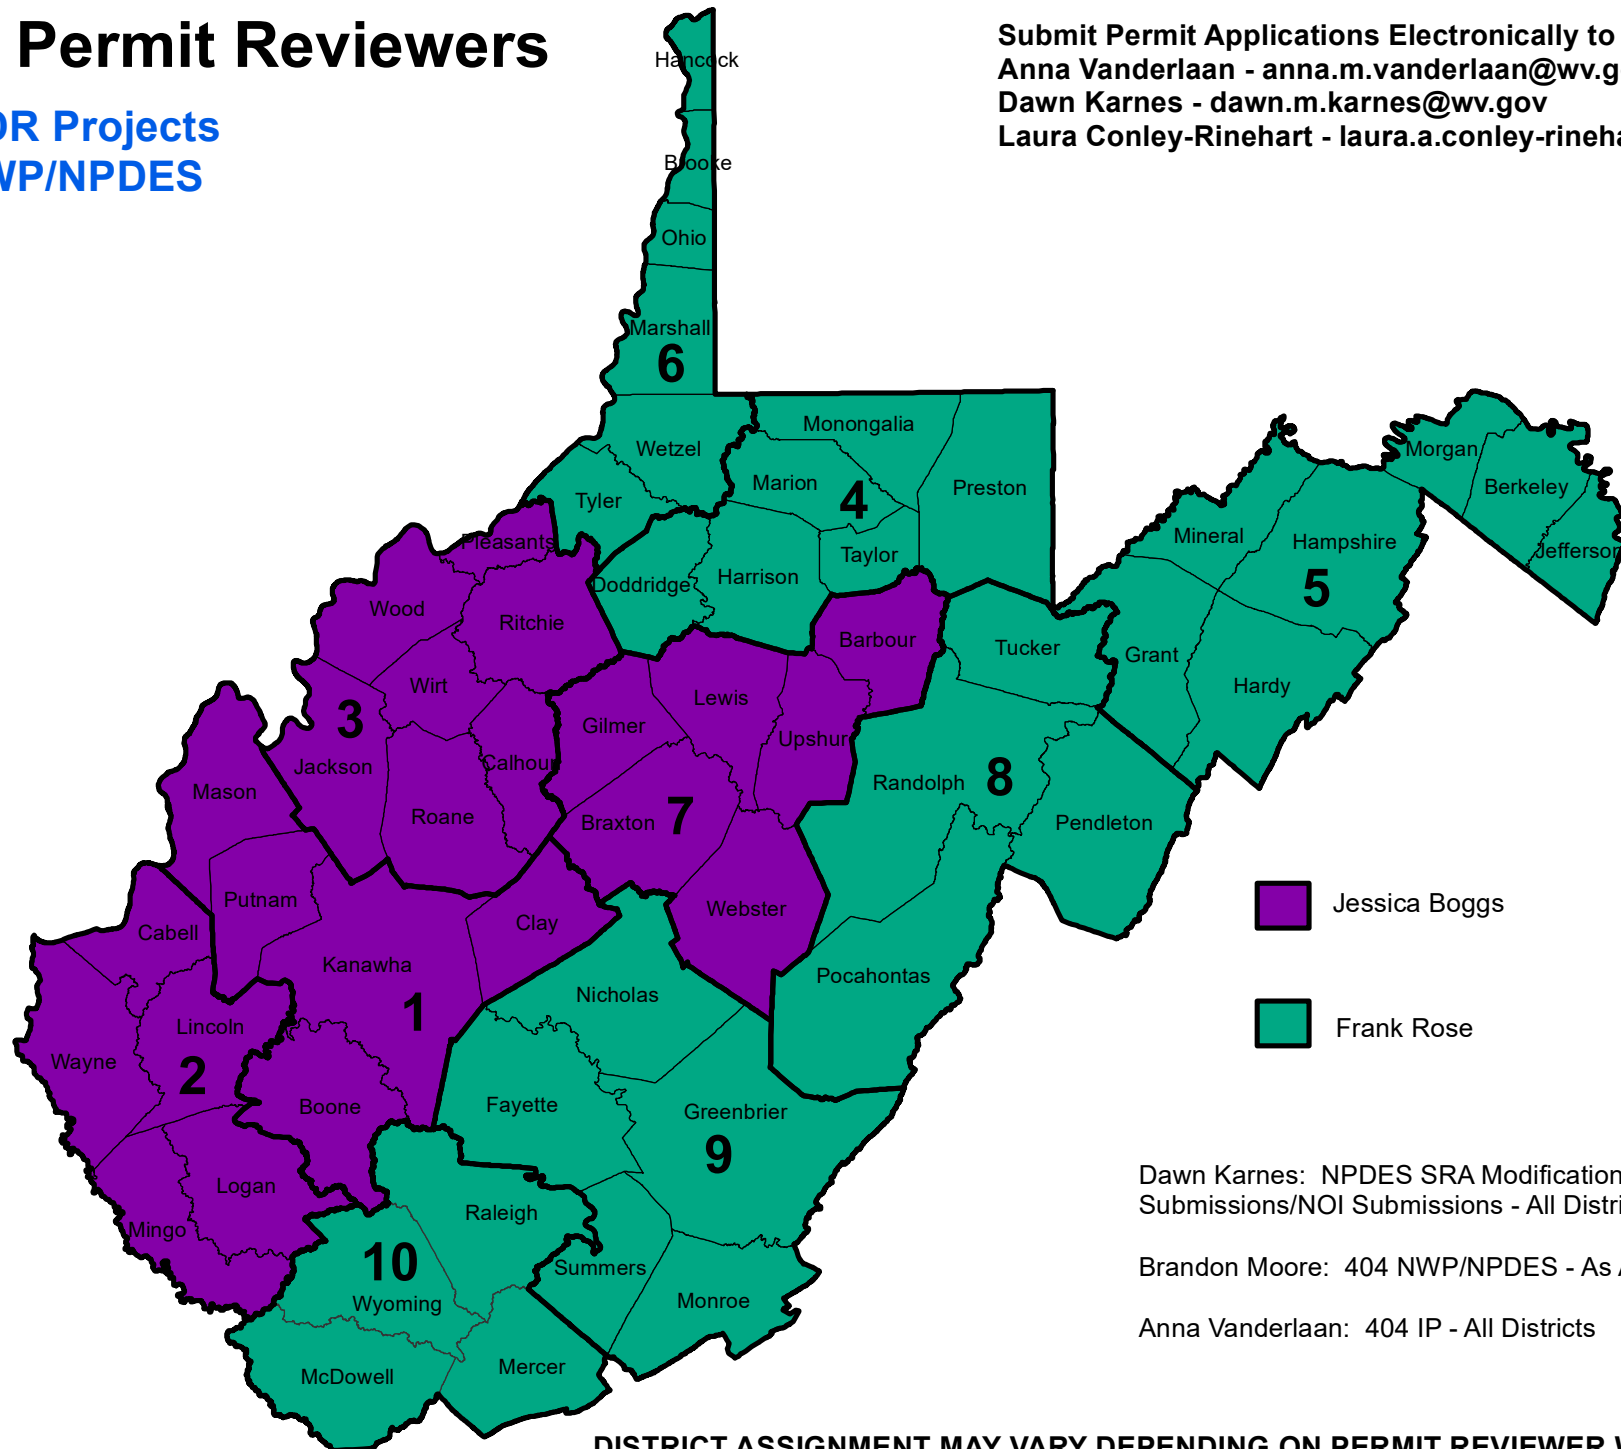 Permit Reviewers
OR Projects
WP/NPDES
Submit Permit Applications Electronically to
Anna Vanderlaan - anna.m.vanderlaan@wv.g
Dawn Karnes - dawn.m.karnes@wv.gov
Laura Conley-Rinehart - laura.a.conley-rineha
Hancock
Brooke
Ohio
Marshall
6
Wetzel
Tyler
Monongalia
Marion
4
Preston
Taylor
Harrison
Doddridge
Morgan
Berkeley
Jefferson
Mineral
Hampshire
5
Grant
Hardy
Pleasants
Wood
Ritchie
Wirt
3
Jackson
Calhoun
Roane
Barbour
Tucker
Lewis
Gilmer
Upshur
Braxton
7
Webster
Randolph
8
Pendleton
Pocahontas
Mason
Putnam
Cabell
Clay
Kanawha
1
Lincoln
Wayne
2
Boone
Logan
Mingo
Nicholas
Fayette
Greenbrier
9
Raleigh
10
Wyoming
Summers
Monroe
McDowell
Mercer
Jessica Boggs
Frank Rose
Dawn Karnes: NPDES SRA Modification
Submissions/NOI Submissions - All Distri
Brandon Moore: 404 NWP/NPDES - As A
Anna Vanderlaan: 404 IP - All Districts
DISTRICT ASSIGNMENT MAY VARY DEPENDING ON PERMIT REVIEWER